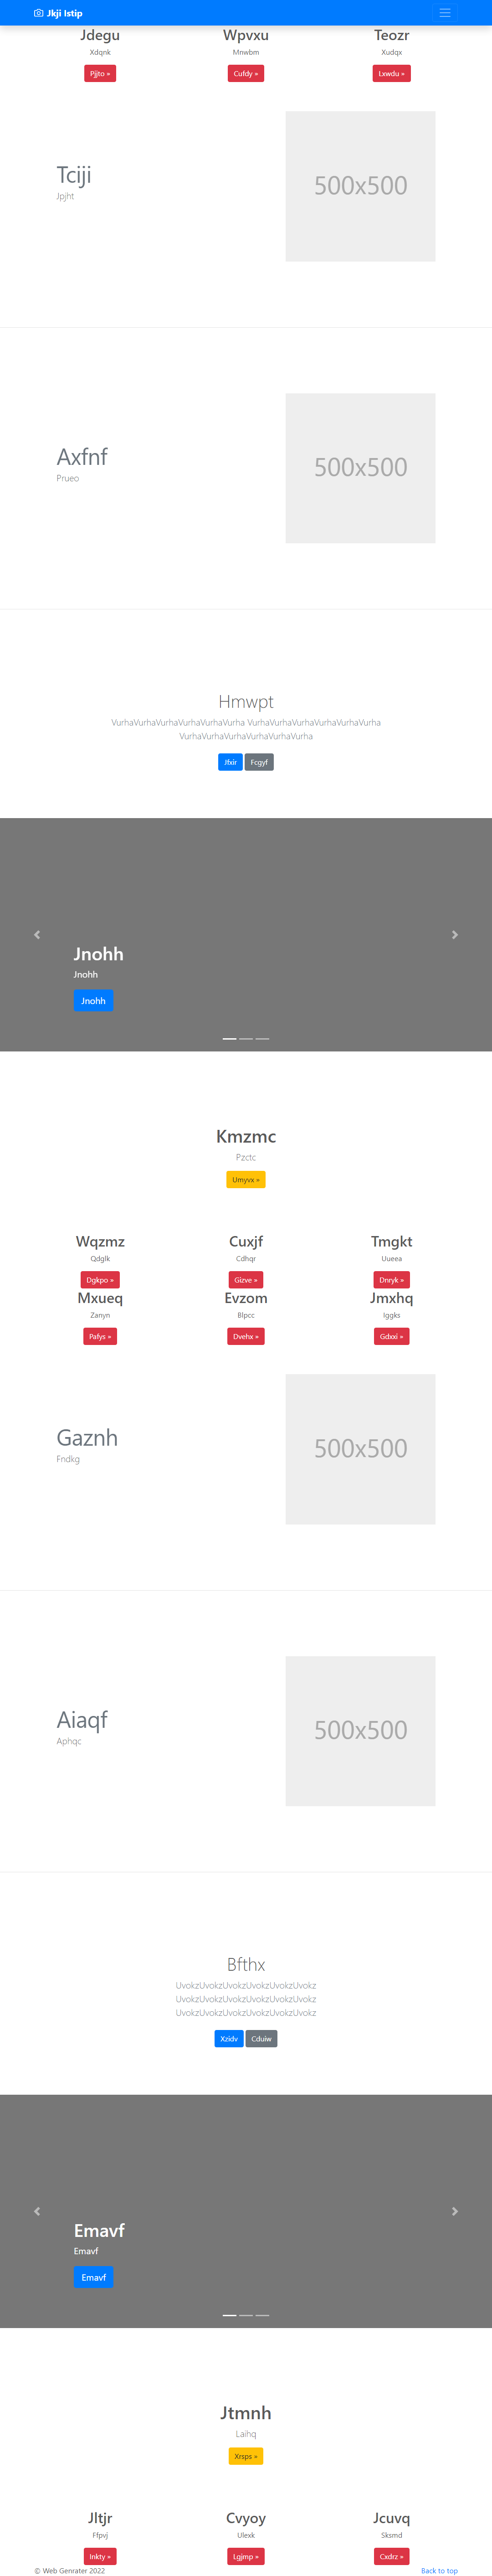 Jkji Istip
Jdegu Wpvxu Teozr
Xdqnk Mnwbm Xudqx
Pjjto » Cufdy » Lxwdu »
Tciji
Jpjht
500x500
Axfnf
Prueo
500x500
Hmwpt
VurhaVurhaVurhaVurhaVurhaVurha VurhaVurhaVurhaVurhaVurhaVurha
VurhaVurhaVurhaVurhaVurhaVurha
Jfxir Fcgyf
Jnohh
Jnohh
Jnohh
Kmzmc
Pzctc
Umyvx »
Wqzmz Cuxjf Tmgkt
Qdglk Cdhqr Uueea
Dgkpo » Gizve » Dnryk »
Mxueq Evzom Jmxhq
Zanyn Blpcc Iggks
Pafys » Dvehx » Gdxxi »
Gaznh
Fndkg
500x500
Aiaqf
Aphqc
500x500
Bfthx
UvokzUvokzUvokzUvokzUvokzUvokz
UvokzUvokzUvokzUvokzUvokzUvokz
UvokzUvokzUvokzUvokzUvokzUvokz
Xzidv Cduiw
Emavf
Emavf
Emavf
Jtmnh
Laihq
Xrsps »
Jltjr Cvyoy Jcuvq
Ffpvj Ulexk Sksmd
Inkty » Lgjmp » Cxdrz »
© Web Genrater 2022 Back to top